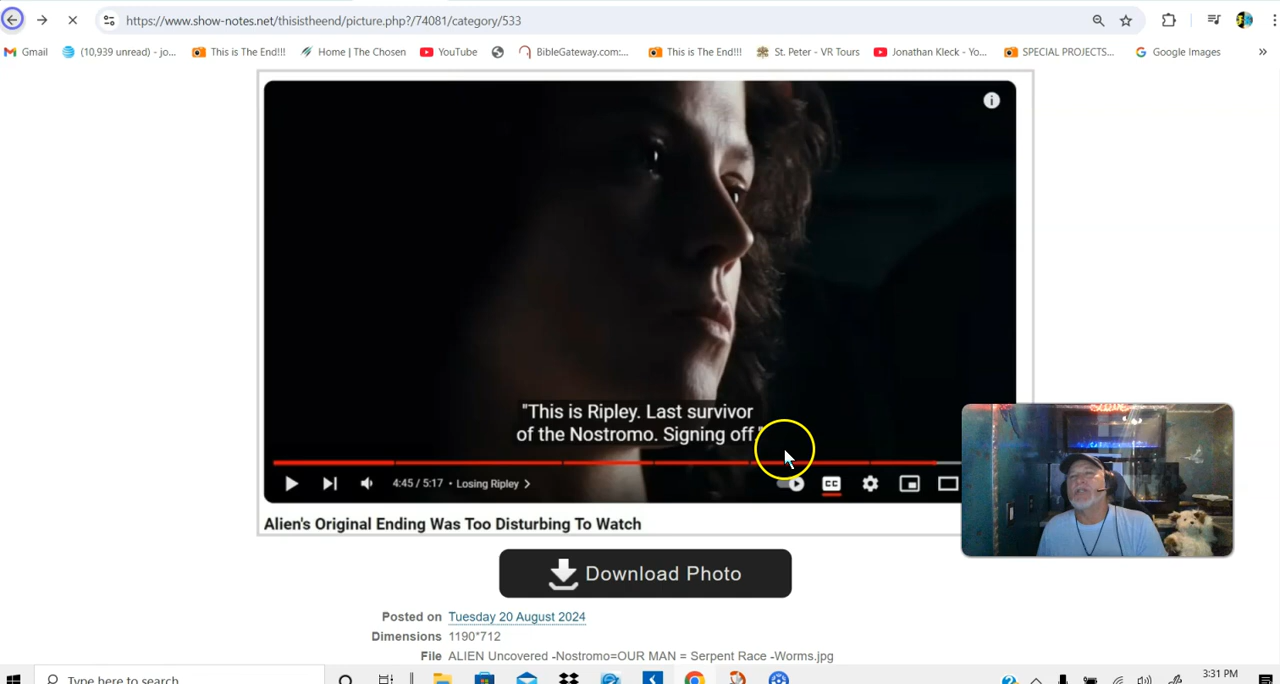 https://www.show-notes.net/thisistheend/picture.php?/74081/category/533
Gmail (10,939 unread) - jo... This is The End!!! Home | The Chosen YouTube BibleGateway.com:... This is The End!!! St. Peter - VR Tours Jonathan Kleck - Yo... SPECIAL PROJECTS... Google Images »
"This is Ripley. Last survivor
of the Nostromo. Signing off."
4:45 / 5:17 • Losing Ripley >
CC
Alien's Original Ending Was Too Disturbing To Watch
Download Photo
Posted on Tuesday 20 August 2024
Dimensions 1190*712
File ALIEN Uncovered -Nostromo=OUR MAN = Serpent Race -Worms.jpg
Type here to search
3:31 PM